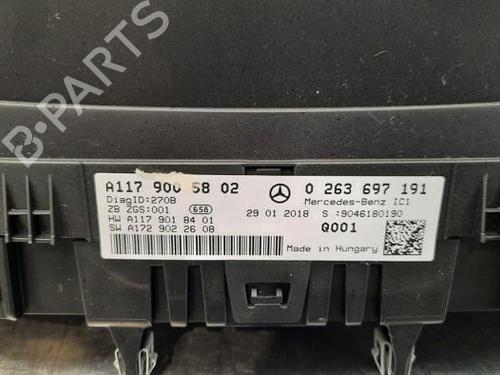 B PARTS
A117 900 58 02
DiagID:270B
ZB ZGS:001
658
HW A117 901 84 01
SW A172 902 26 08
29 01 2018
0 263 697 191
Mercedes-Benz IC1
S :9046180190
Q001
Made in Hungary